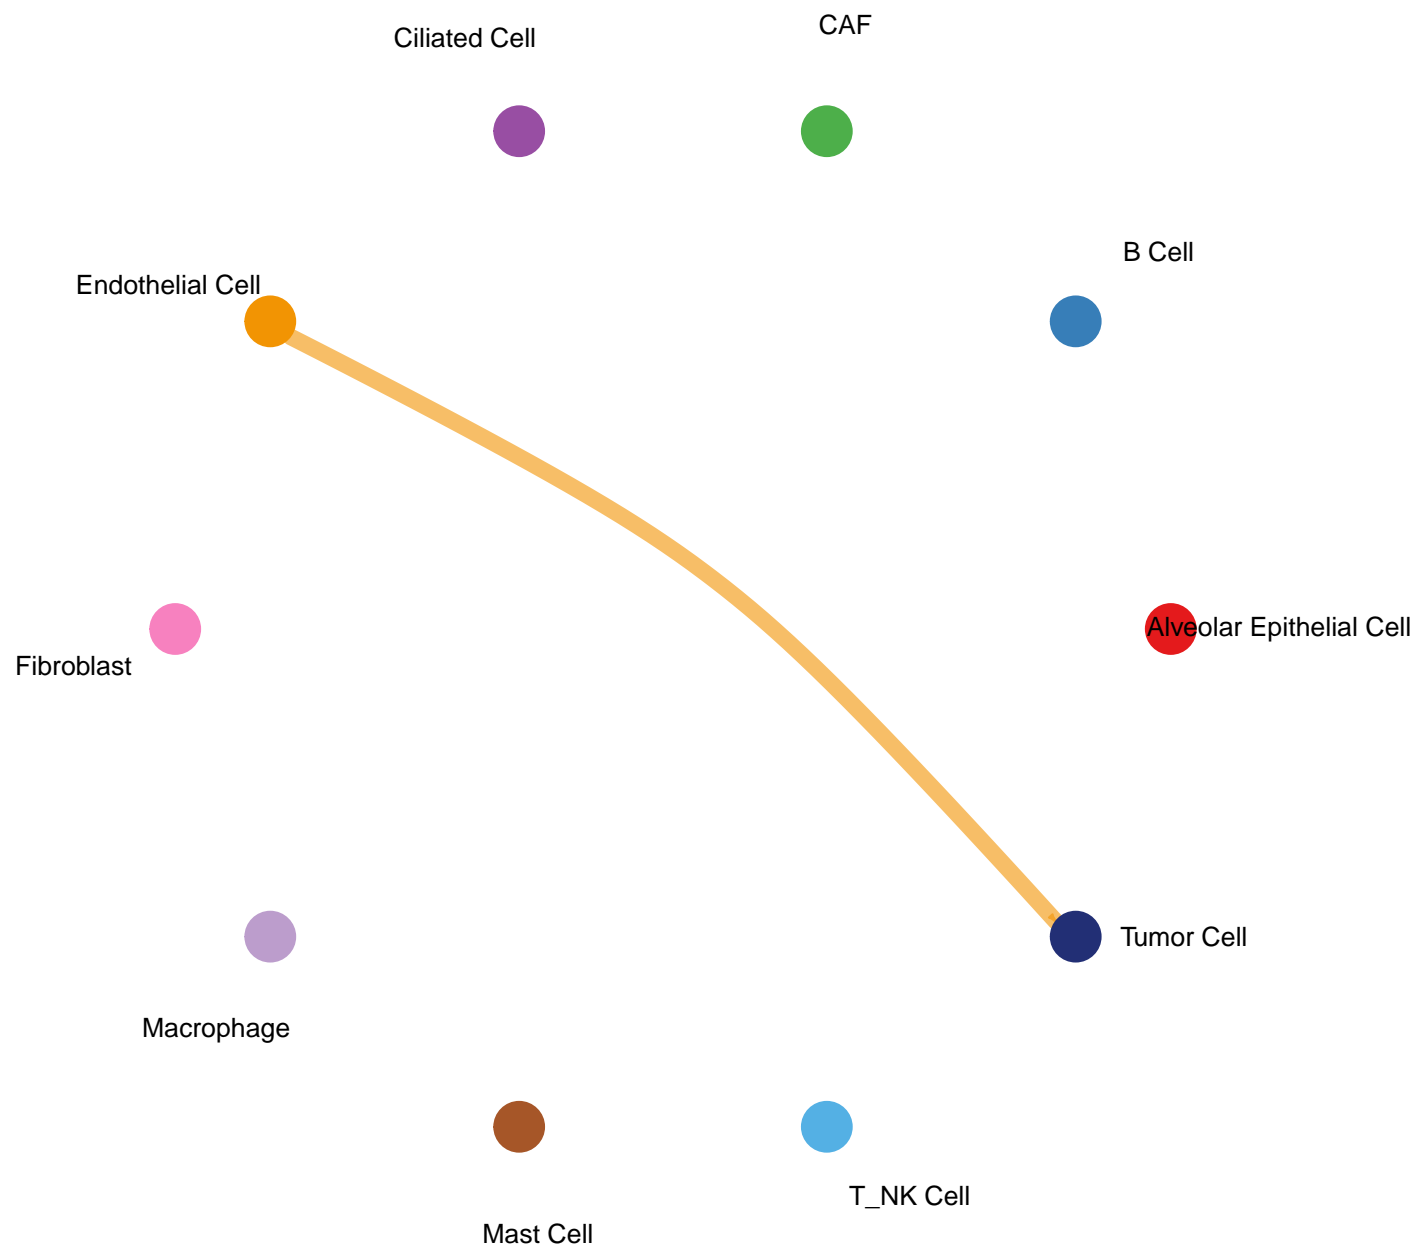 CAF
Ciliated Cell
B Cell
Endothelial Cell
Alveolar Epithelial Cell
Fibroblast
Tumor Cell
Macrophage
T_NK Cell
Mast Cell